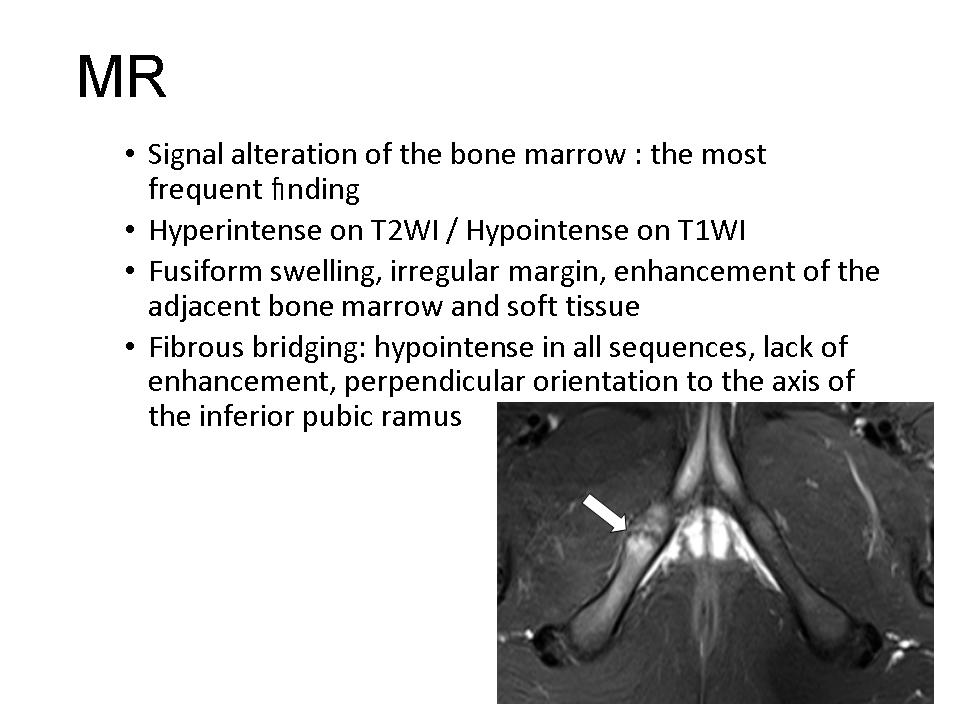 MR
• Signal alteration of the bone marrow : the most
frequent finding
• Hyperintense on T2WI / Hypointense on T1WI
• Fusiform swelling, irregular margin, enhancement of the
adjacent bone marrow and soft tissue
• Fibrous bridging: hypointense in all sequences, lack of
enhancement, perpendicular orientation to the axis of
the inferior pubic ramus